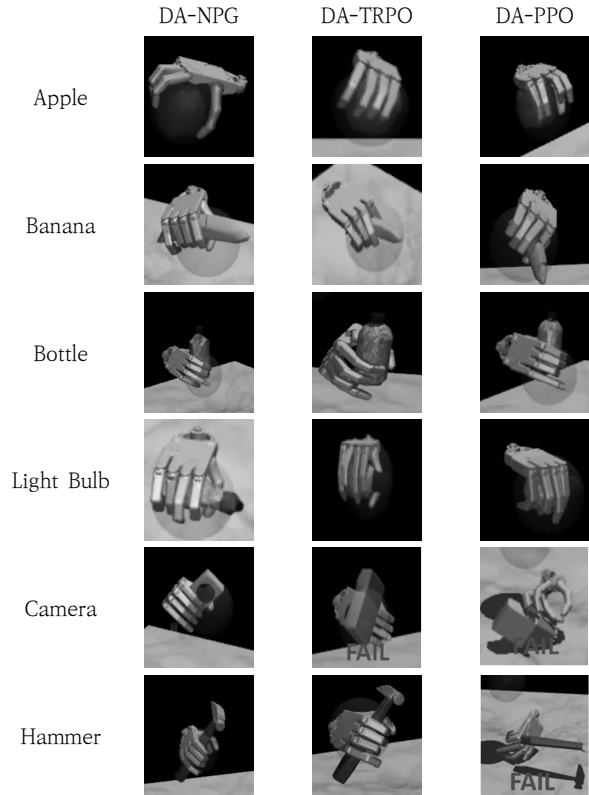 DA-NPG DA-TRPO DA-PPO
Apple
Banana
Bottle
Light Bulb
Camera
FAIL
FAIL
Hammer
FAIL